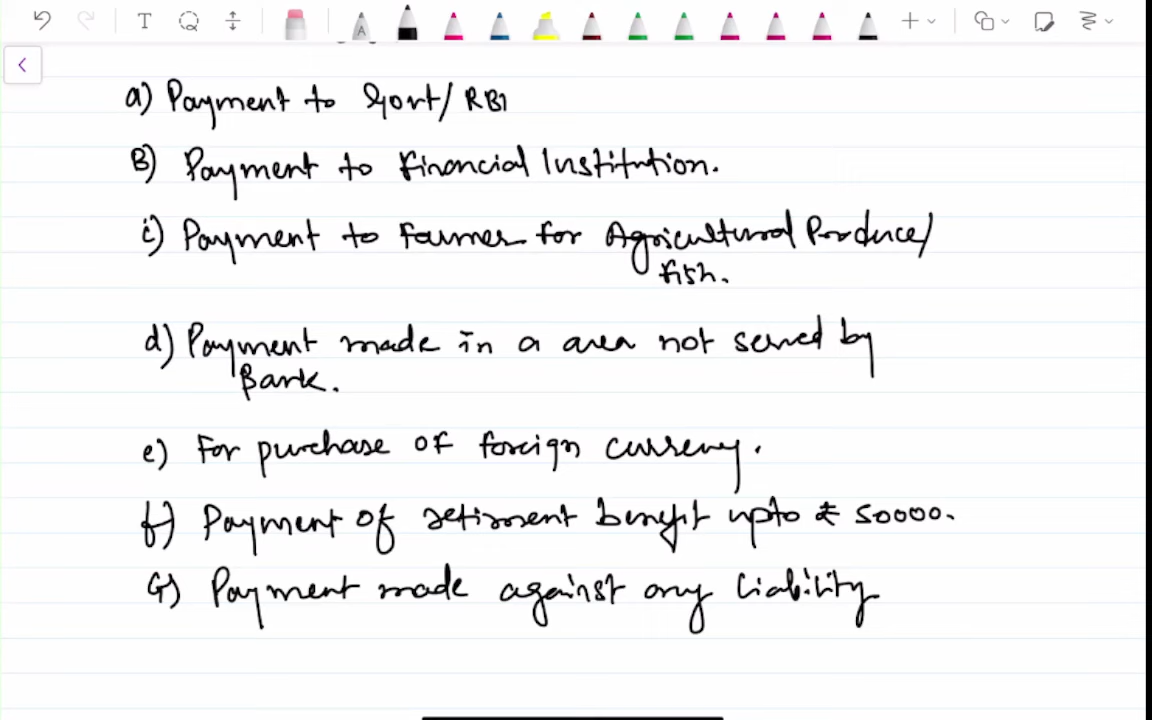 a) Payment to Govt/ RBI
B) Payment to Financial Institution.
c) Payment to Farmer for Agricultural Produce/
fish.
d) Payment made in a area not served by
Bank.
e) For purchase of foreign currency.
f) Payment of retirment benefit upto ₹ 50000.
G) Payment made against any liability